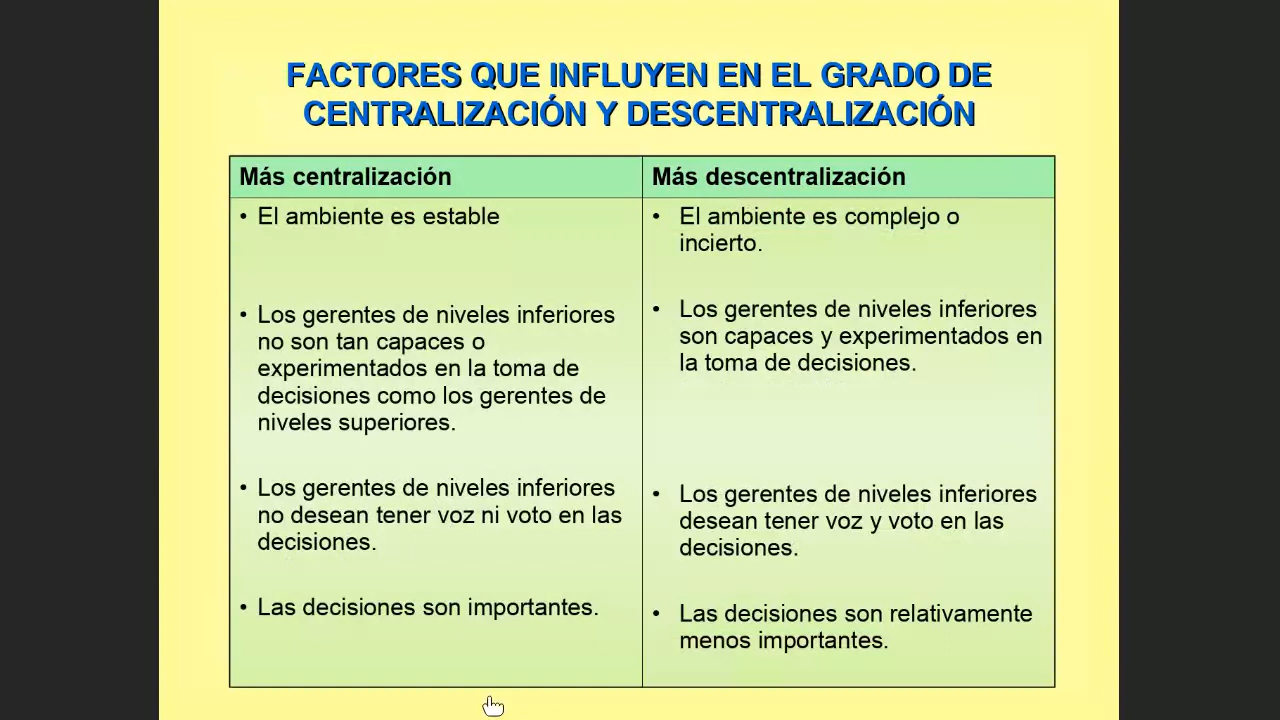 FACTORES QUE INFLUYEN EN EL GRADO DE
CENTRALIZACIÓN Y DESCENTRALIZACIÓN
Más centralización
• El ambiente es estable
• Los gerentes de niveles inferiores
no son tan capaces o
experimentados en la toma de
decisiones como los gerentes de
niveles superiores.
• Los gerentes de niveles inferiores
no desean tener voz ni voto en las
decisiones.
• Las decisiones son importantes.
Más descentralización
• El ambiente es complejo o
incierto.
• Los gerentes de niveles inferiores
son capaces y experimentados en
la toma de decisiones.
• Los gerentes de niveles inferiores
desean tener voz y voto en las
decisiones.
• Las decisiones son relativamente
menos importantes.